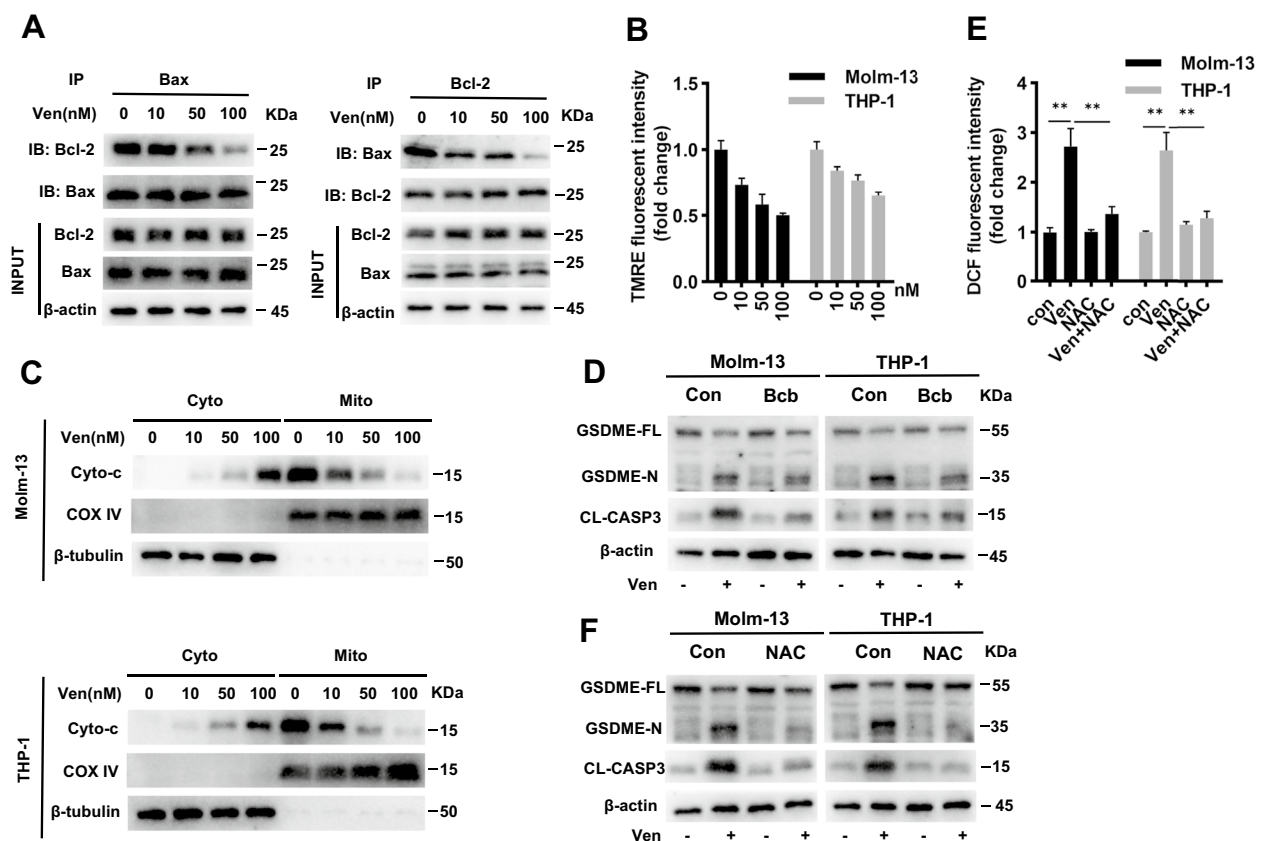 A
IP Bax
Ven(nM) 0 10 50 100 KDa
IB: Bcl-2 –25
IB: Bax –25
INPUT
Bcl-2 –25
Bax –25
β-actin –45
IP Bcl-2
Ven(nM) 0 10 50 100 KDa
IB: Bax –25
IB: Bcl-2 –25
INPUT
Bcl-2 –25
Bax –25
β-actin –45
B
Molm-13
THP-1
TMRE fluorescent intensity
(fold change)
1.5
1.0
0.5
0.0
0 10 50 100 0 10 50 100 nM
E
Molm-13
THP-1
DCF fluorescent intensity
(fold change)
4
3
2
1
0
** ** ** **
con Ven NAC Ven+NAC con Ven NAC Ven+NAC
C
Molm-13
Cyto Mito
Ven(nM) 0 10 50 100 0 10 50 100
Cyto-c –15
COX IV –15
β-tubulin –50
THP-1
Cyto Mito
Ven(nM) 0 10 50 100 0 10 50 100 KDa
Cyto-c –15
COX IV –15
β-tubulin –50
D
Molm-13 THP-1
Con Bcb Con Bcb KDa
GSDME-FL –55
GSDME-N –35
CL-CASP3 –15
β-actin –45
Ven - + - + - + - +
F
Molm-13 THP-1
Con NAC Con NAC KDa
GSDME-FL –55
GSDME-N –35
CL-CASP3 –15
β-actin – 45
Ven - + - + - + - +